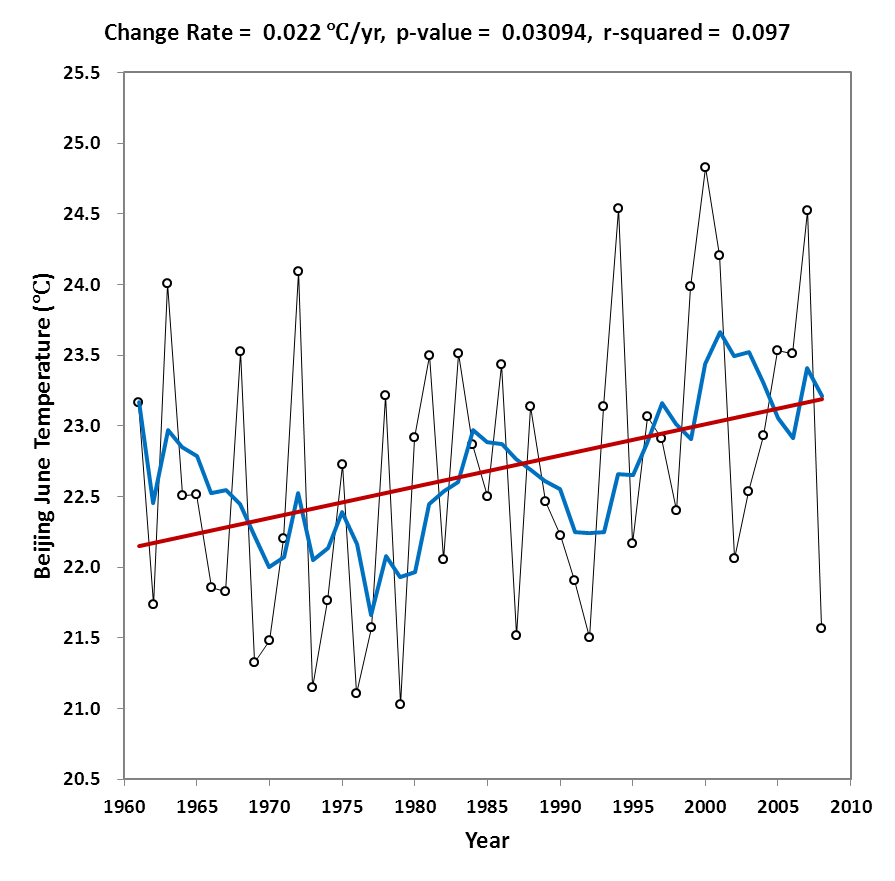 Change Rate = 0.022 ℃/yr, p-value = 0.03094, r-squared = 0.097
25.5
25.0
24.5
24.0
23.5
23.0
22.5
22.0
21.5
21.0
20.5
Beijing June Temperature (℃)
1960 1965 1970 1975 1980 1985 1990 1995 2000 2005 2010
Year